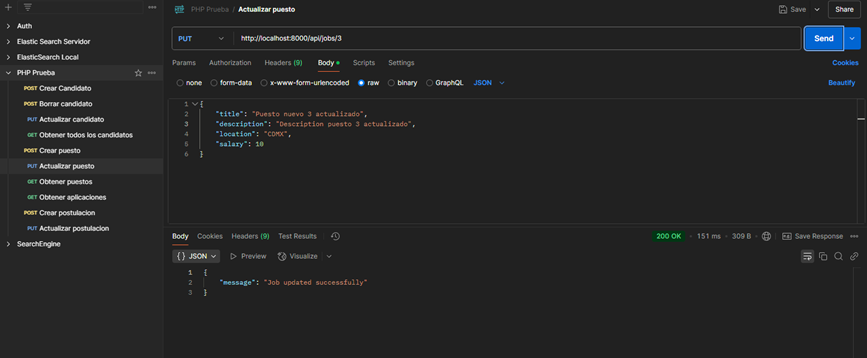 PHP Prueba / Actualizar puesto
Save
Share
Auth
Elastic Search Servidor
ElasticSearch Local
PHP Prueba
POST Crear Candidato
POST Borrar candidato
PUT Actualizar candidato
GET Obtener todos los candidatos
POST Crear puesto
PUT Actualizar puesto
GET Obtener puestos
GET Obtener aplicaciones
POST Crear postulacion
PUT Actualizar postulacion
SearchEngine
PUT http://localhost:8000/api/jobs/3
Send
Params Authorization Headers (9) Body Scripts Settings
Cookies
none form-data x-www-form-urlencoded raw binary GraphQL JSON
Beautify
1 {
2 "title": "Puesto nuevo 3 actualizado",
3 "description": "Description puesto 3 actualizado",
4 "location": "CDMX",
5 "salary": 10
6 }
Body Cookies Headers (9) Test Results
200 OK • 151 ms • 309 B
Save Response
{} JSON Preview Visualize
1 {
2 "message": "Job updated successfully"
3 }